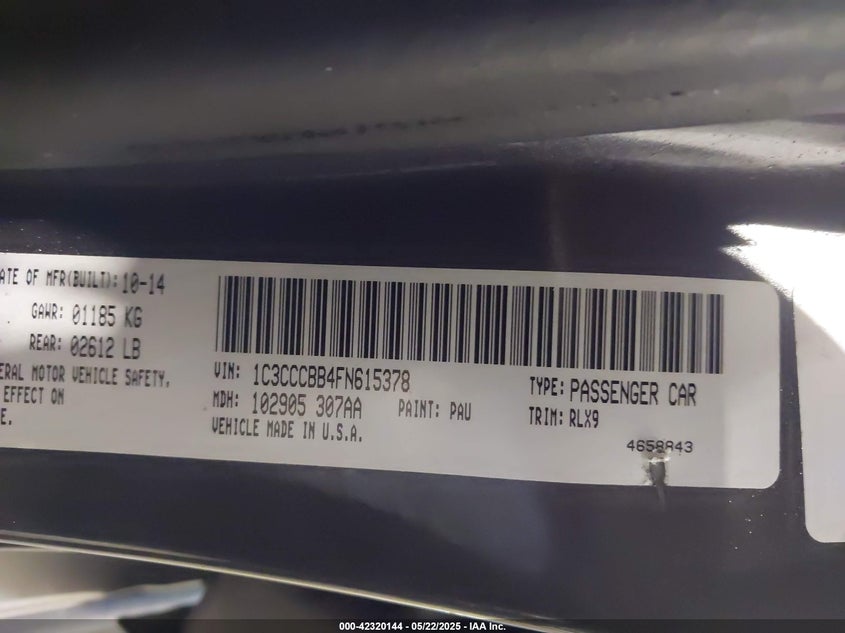 ATE OF MFR(BUILT): 10-14
GAWR: 01185 KG
REAR: 02612 LB
ERAL MOTOR VEHICLE SAFETY,
EFFECT ON
E.
VIN: 1C3CCCBB4FN615378
MDH: 102905 307AA PAINT: PAU
VEHICLE MADE IN U.S.A.
TYPE: PASSENGER CAR
TRIM: RLX9
4658843
000-42320144 - 05/22/2025 - IAA Inc.